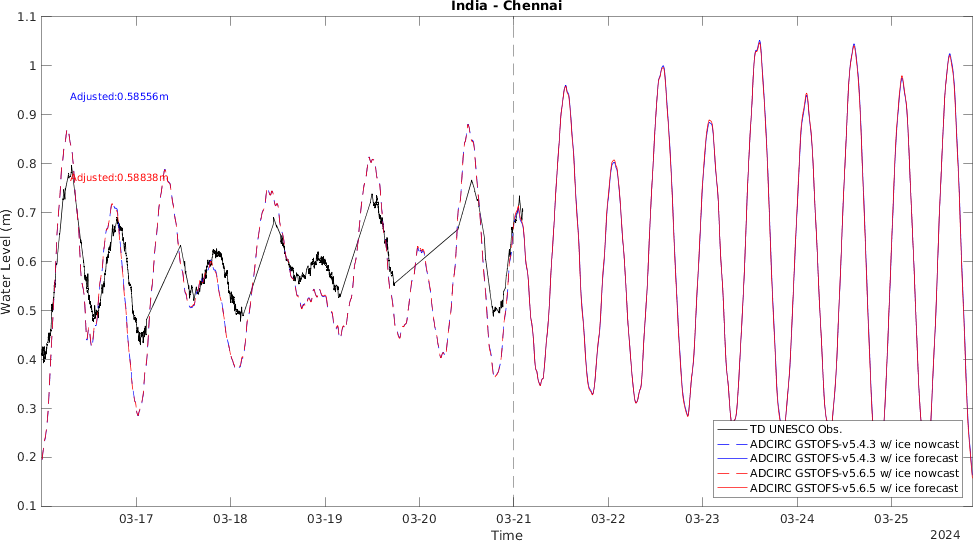 India - Chennai
1.1
1
0.9
0.8
0.7
0.6
0.5
0.4
0.3
0.2
0.1
Water Level (m)
Adjusted:0.58556m
Adjusted:0.58838m
TD UNESCO Obs.
ADCIRC GSTOFS-v5.4.3 w/ ice nowcast
ADCIRC GSTOFS-v5.4.3 w/ ice forecast
ADCIRC GSTOFS-v5.6.5 w/ ice nowcast
ADCIRC GSTOFS-v5.6.5 w/ ice forecast
03-17 03-18 03-19 03-20 03-21 03-22 03-23 03-24 03-25
Time
2024